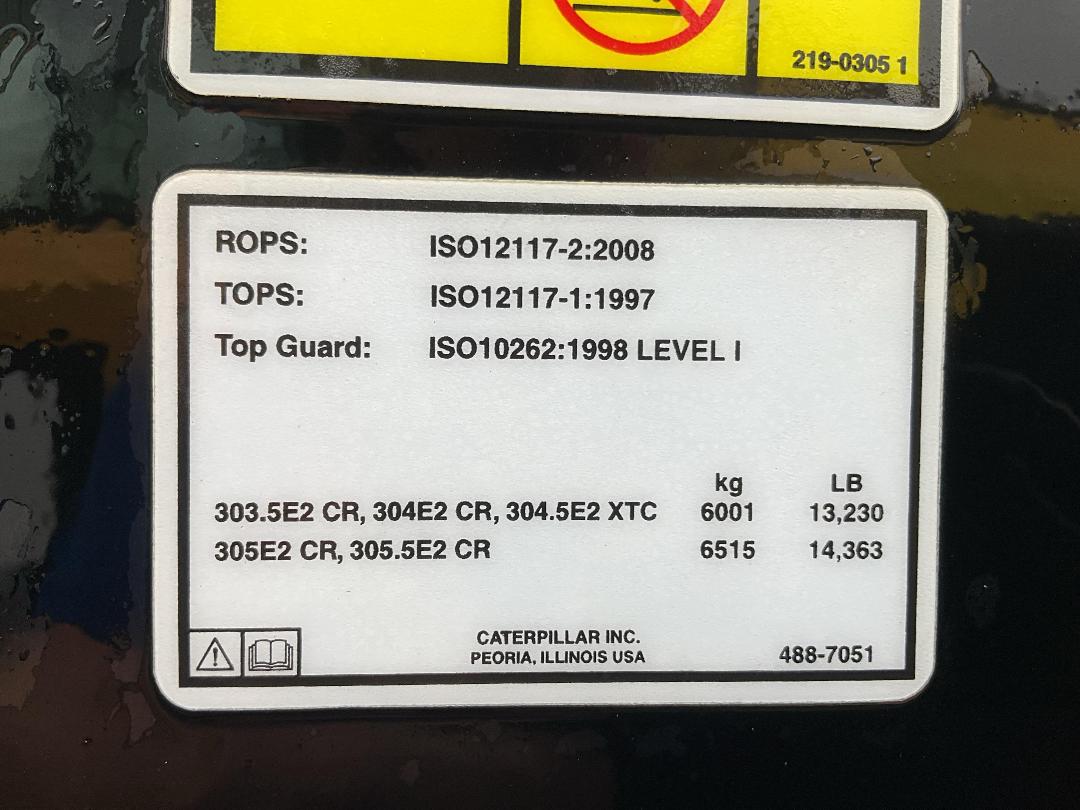 219-0305 1
ROPS: ISO12117-2:2008
TOPS: ISO12117-1:1997
Top Guard: ISO10262:1998 LEVEL I
kg LB
303.5E2 CR, 304E2 CR, 304.5E2 XTC 6001 13,230
305E2 CR, 305.5E2 CR 6515 14,363
CATERPILLAR INC.
PEORIA, ILLINOIS USA 488-7051